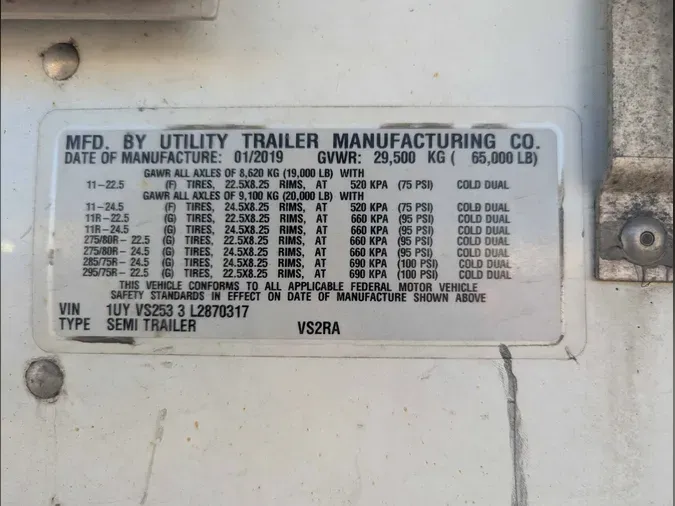 MFD. BY UTILITY TRAILER MANUFACTURING CO.
DATE OF MANUFACTURE: 01/2019 GVWR: 29,500 KG ( 65,000 LB)
GAWR ALL AXLES OF 8,620 KG (19,000 LB) WITH
11-22.5 (F) TIRES, 22.5X8.25 RIMS, AT 520 KPA (75 PSI) COLD DUAL
GAWR ALL AXLES OF 9,100 KG (20,000 LB) WITH
11-24.5 (F) TIRES, 24.5X8.25 RIMS, AT 520 KPA (75 PSI) COLD DUAL
11R-22.5 (G) TIRES, 22.5X8.25 RIMS, AT 660 KPA (95 PSI) COLD DUAL
11R-24.5 (G) TIRES, 24.5X8.25 RIMS, AT 660 KPA (95 PSI) COLD DUAL
275/80R-22.5 (G) TIRES, 22.5X8.25 RIMS, AT 660 KPA (95 PSI) COLD DUAL
275/80R-24.5 (G) TIRES, 24.5X8.25 RIMS, AT 660 KPA (95 PSI) COLD DUAL
285/75R-24.5 (G) TIRES, 24.5X8.25 RIMS, AT 690 KPA (100 PSI) COLD DUAL
295/75R-22.5 (G) TIRES, 22.5X8.25 RIMS, AT 690 KPA (100 PSI) COLD DUAL
THIS VEHICLE CONFORMS TO ALL APPLICABLE FEDERAL MOTOR VEHICLE
SAFETY STANDARDS IN EFFECT ON DATE OF MANUFACTURE SHOWN ABOVE
VIN 1UY VS253 3 L2870317
TYPE SEMI TRAILER VS2RA